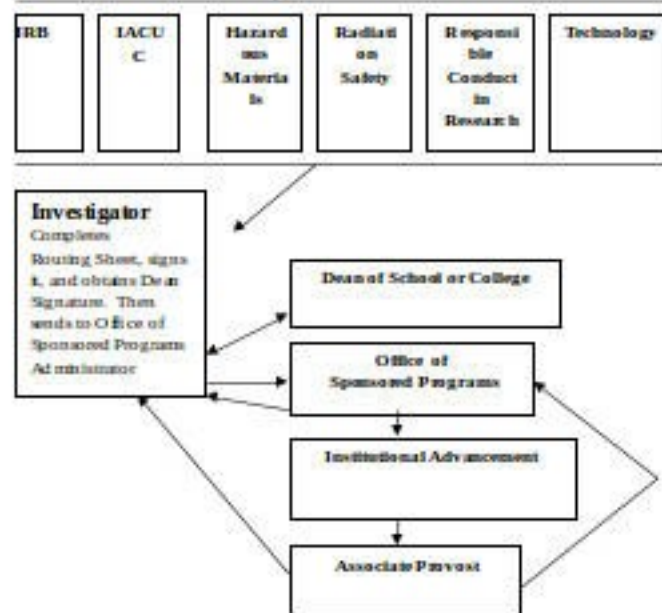 IRB
IACU
C
Hazard
ous
Materia
ls
Radiati
on
Safety
Responsi
ble
Conduct
in
Research
Technology
Investigator
Completes
Routing Sheet, signs
it, and obtains Dean
Signature. Then
sends to Office of
Sponsored Programs
Administrator
Dean of School or College
Office of
Sponsored Programs
Institutional Advancement
Associate Provost